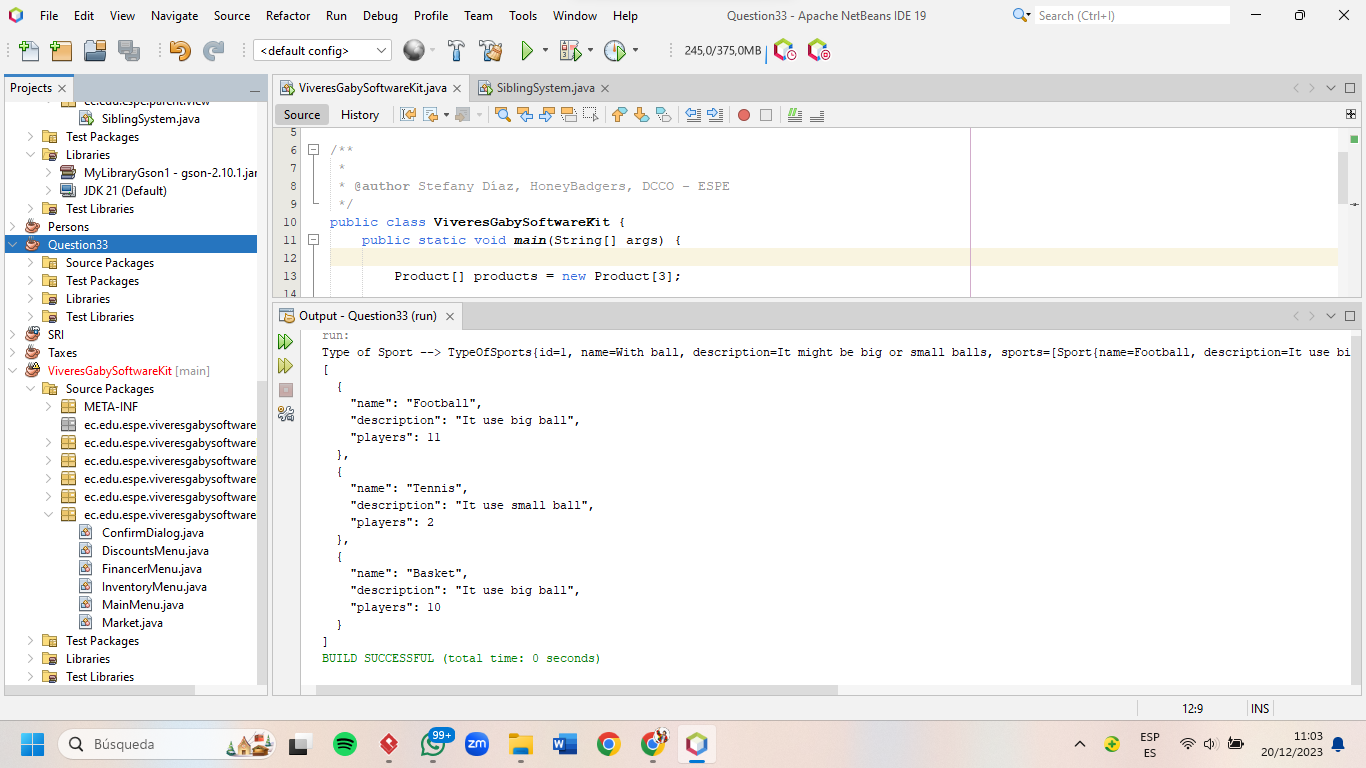 File Edit View Navigate Source Refactor Run Debug Profile Team Tools Window Help
Question33 - Apache NetBeans IDE 19
Search (Ctrl+I)
<default config>
245,0/375,0MB
Projects
ec.edu.espe.parent.view
SiblingSystem.java
Test Packages
Libraries
MyLibraryGson1 - gson-2.10.1.jar
JDK 21 (Default)
Test Libraries
Persons
Question33
Source Packages
Test Packages
Libraries
Test Libraries
SRI
Taxes
ViveresGabySoftwareKit [main]
Source Packages
META-INF
ec.edu.espe.viveresgabysoftware
ec.edu.espe.viveresgabysoftware
ec.edu.espe.viveresgabysoftware
ec.edu.espe.viveresgabysoftware
ec.edu.espe.viveresgabysoftware
ec.edu.espe.viveresgabysoftware
ConfirmDialog.java
DiscountsMenu.java
FinancerMenu.java
InventoryMenu.java
MainMenu.java
Market.java
Test Packages
Libraries
Test Libraries
ViveresGabySoftwareKit.java
SiblingSystem.java
Source History
5
6 /**
7 *
8 * @author Stefany Díaz, HoneyBadgers, DCCO - ESPE
9 */
10 public class ViveresGabySoftwareKit {
11 public static void main(String[] args) {
12
13 Product[] products = new Product[3];
14
Output - Question33 (run)
run:
Type of Sport --> TypeOfSports{id=1, name=With ball, description=It might be big or small balls, sports=[Sport{name=Football, description=It use bi
[
{
"name": "Football",
"description": "It use big ball",
"players": 11
},
{
"name": "Tennis",
"description": "It use small ball",
"players": 2
},
{
"name": "Basket",
"description": "It use big ball",
"players": 10
}
]
BUILD SUCCESSFUL (total time: 0 seconds)
12:9 INS
Búsqueda
99+
zm
W
ESP
ES
11:03
20/12/2023